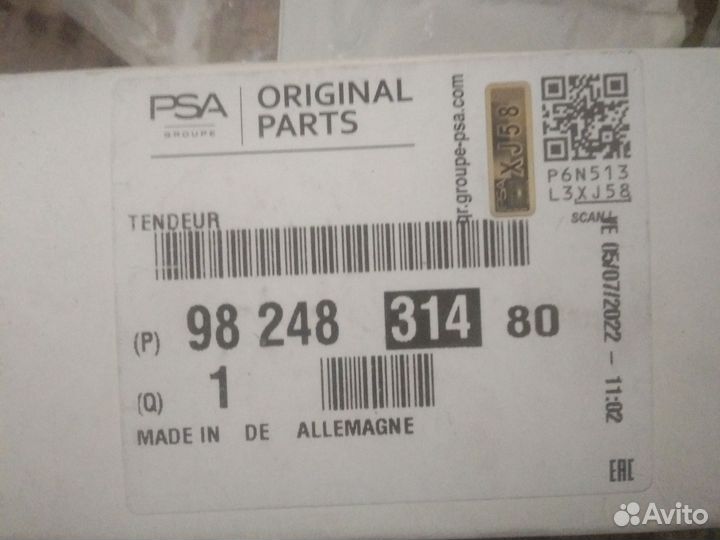 PSA
GROUPE
ORIGINAL
PARTS
qr.groupe-psa.com
XJ58
P6N513
L3XJ58
SCAN
TENDEUR
(P) 98 248 314 80
(Q) 1
MADE IN DE ALLEMAGNE
05/07/2022 - 11:02
EAC
Avito